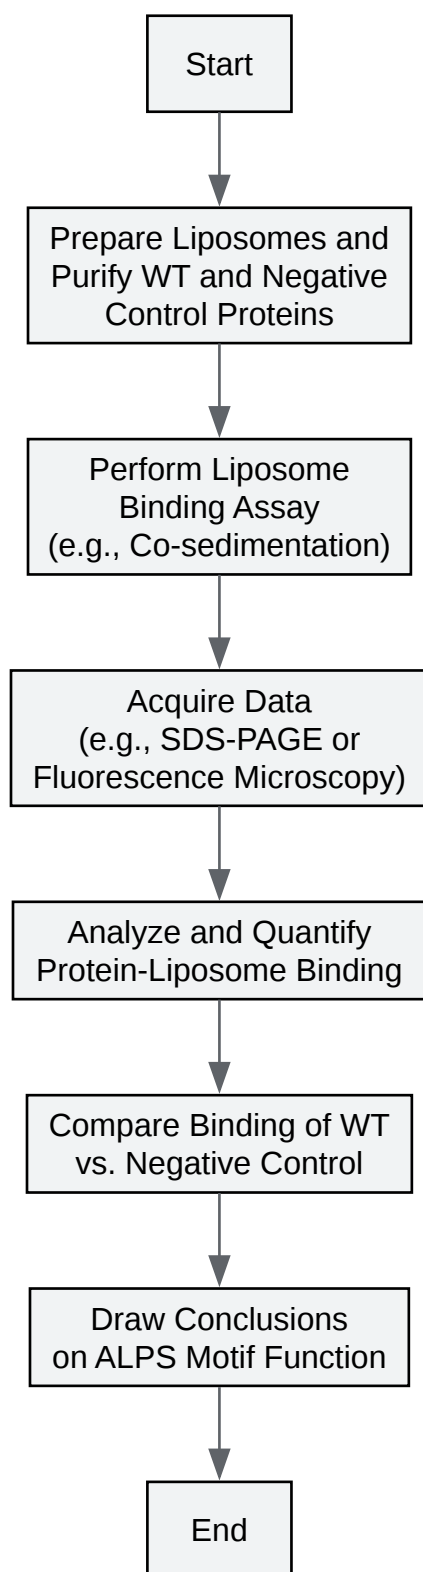 Start
Prepare Liposomes and
Purify WT and Negative
Control Proteins
Perform Liposome
Binding Assay
(e.g., Co-sedimentation)
Acquire Data
(e.g., SDS-PAGE or
Fluorescence Microscopy)
Analyze and Quantify
Protein-Liposome Binding
Compare Binding of WT
vs. Negative Control
Draw Conclusions
on ALPS Motif Function
End